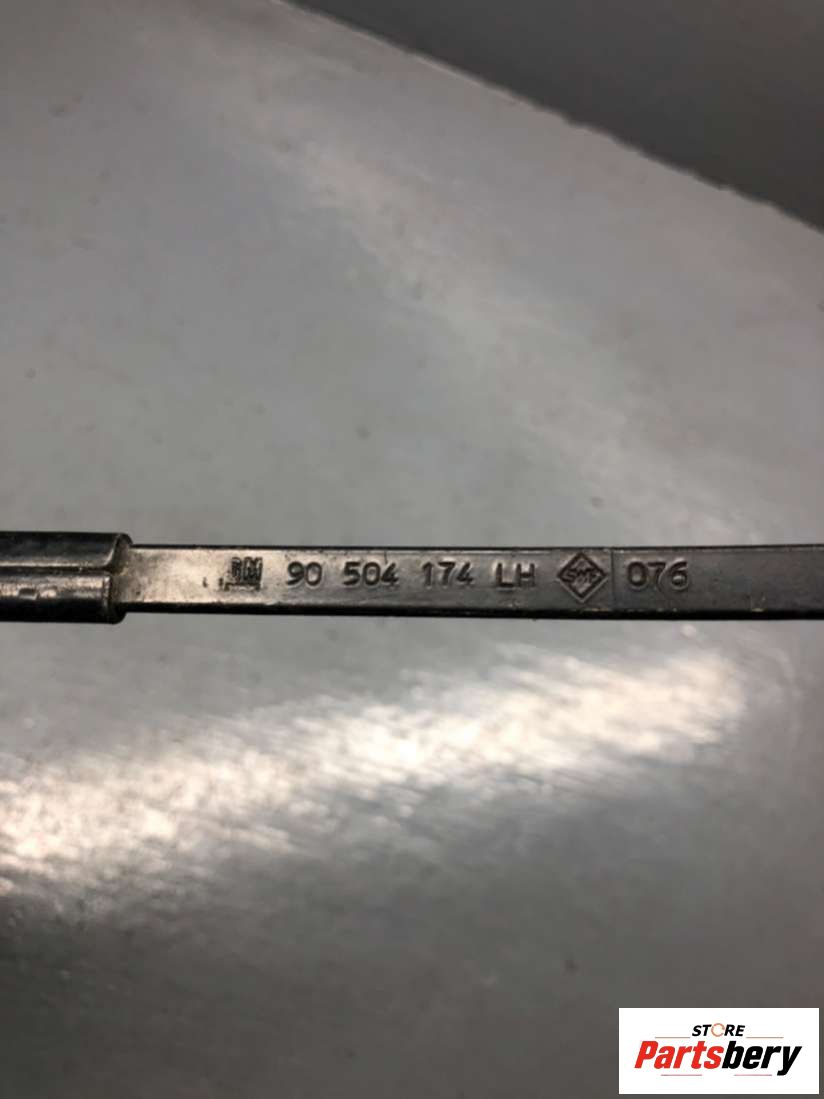 GM 90 504 174 LH SWF 076
STORE
Partsbery